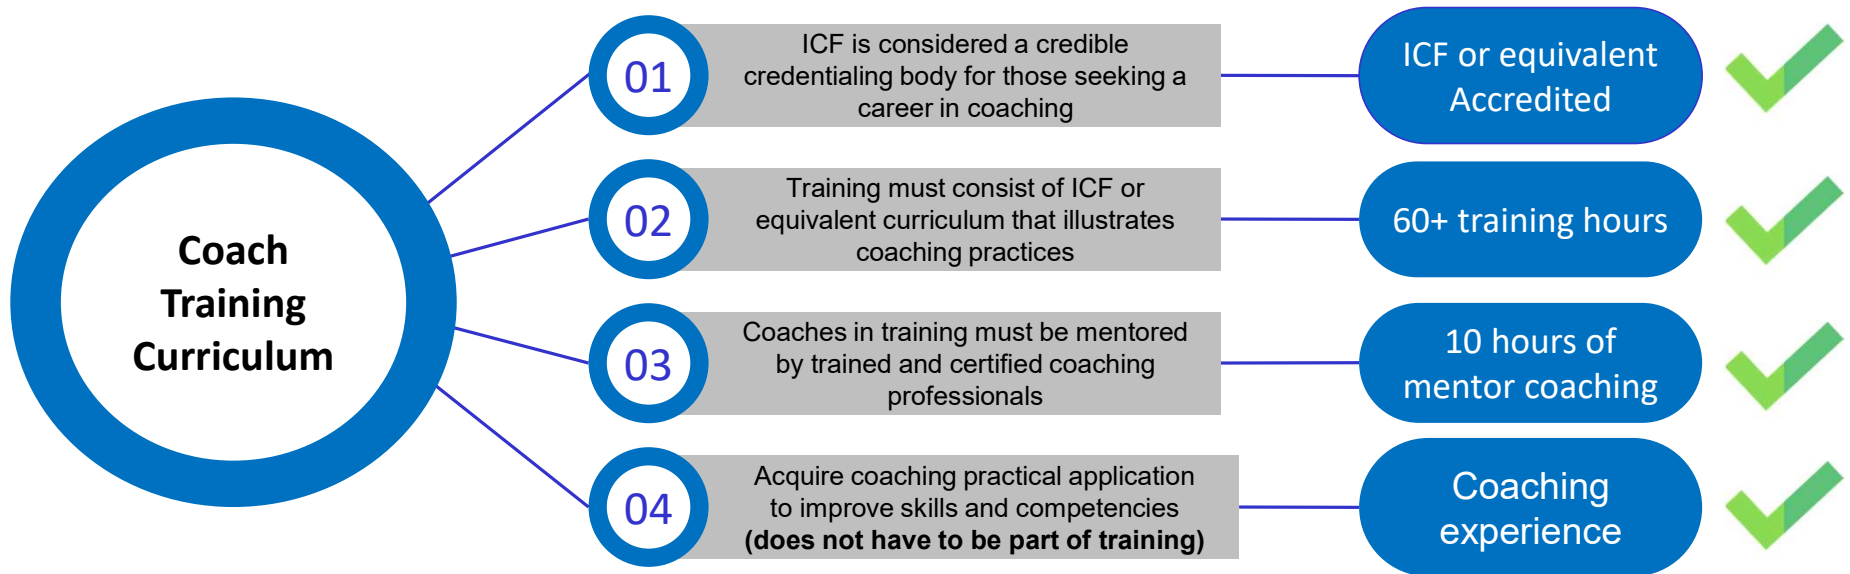 Coach
Training
Curriculum
01
ICF is considered a credible
credentialing body for those seeking a
career in coaching
ICF or equivalent
Accredited
02
Training must consist of ICF or
equivalent curriculum that illustrates
coaching practices
60+ training hours
03
Coaches in training must be mentored
by trained and certified coaching
professionals
10 hours of
mentor coaching
04
Acquire coaching practical application
to improve skills and competencies
(does not have to be part of training)
Coaching
experience